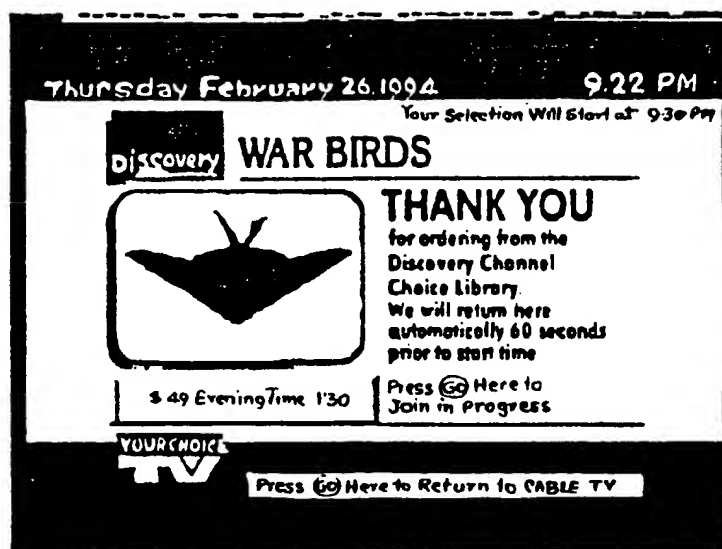 Thursday February 26.1994 9.22 PM
Your Selection Will Start at 9.30 PM
Discovery WAR BIRDS
THANK YOU
for ordering from the
Discovery Channel
Choice Library.
We will return here
automatically 60 seconds
prior to start time
$ 49 Evening Time 1'30
Press GO Here to
Join in Progress
YOUR CHOICE
TV
Press GO Here to Return to CABLE TV